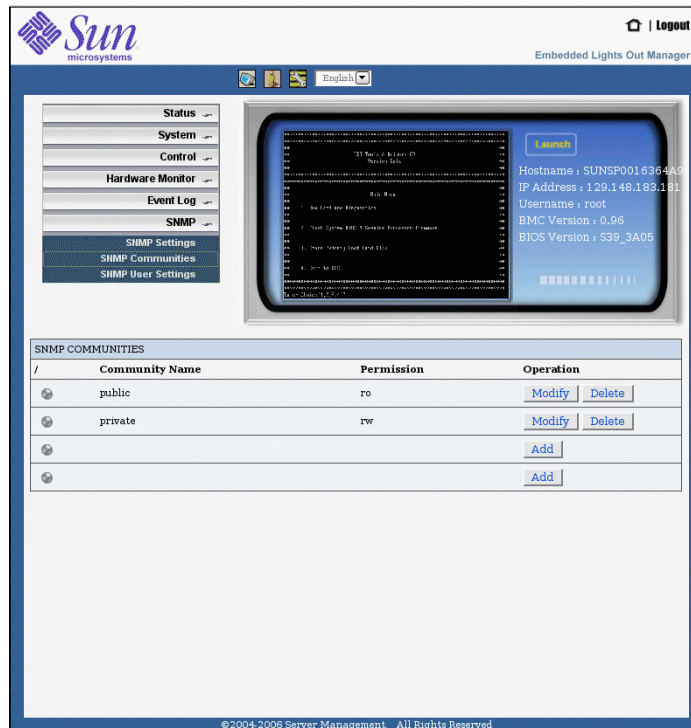 Sun
microsystems
| Logout
Embedded Lights Out Manager
English
Status
System
Control
Hardware Monitor
Event Log
SNMP
SNMP Settings
SNMP Communities
SNMP User Settings
Main Menu
Launch
Hostname : SUNSP0016364A9
IP Address : 129.148.183.181
Username : root
BMC Version : 0.96
BIOS Version : S39_3A05
SNMP COMMUNITIES
/ Community Name Permission Operation
public ro Modify Delete
private rw Modify Delete
Add
Add
©2004-2006 Server Management. All Rights Reserved